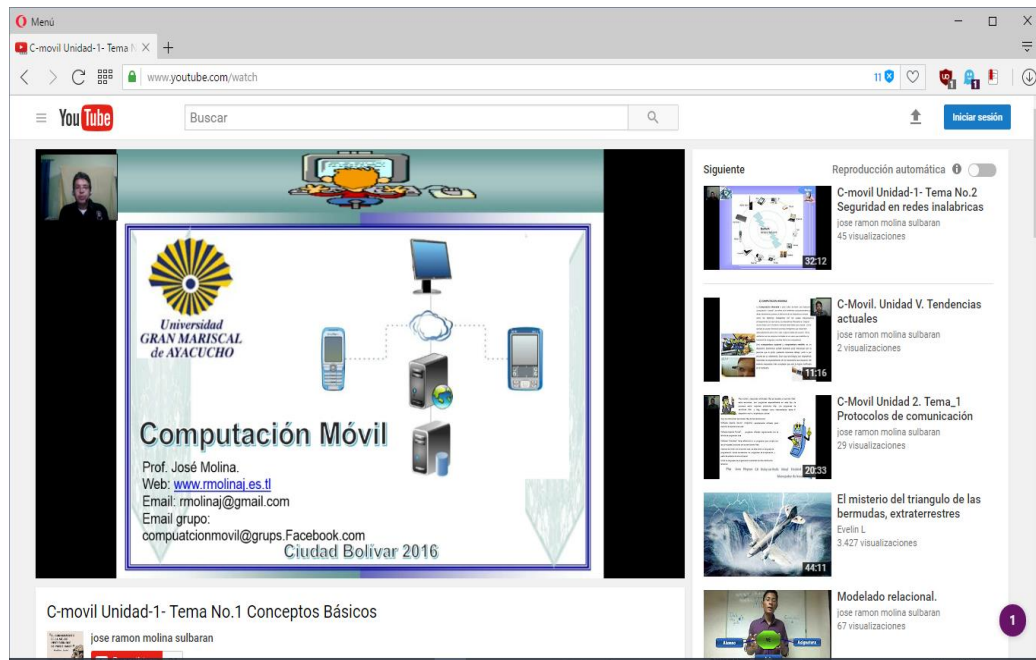 Menú
C-movil Unidad-1- Tema N
www.youtube.com/watch
11
1
1
YouTube
Buscar
Iniciar sesión
Universidad
GRAN MARISCAL
de AYACUCHO
Computación Móvil
Prof. José Molina.
Web: www.rmolinaj.es.tl
Email: rmolinaj@gmail.com
Email grupo:
compuatcionmovil@grups.Facebook.com
Ciudad Bolívar 2016
C-movil Unidad-1- Tema No.1 Conceptos Básicos
jose ramon molina sulbaran
Siguiente
Reproducción automática
C-movil Unidad-1- Tema No.2
Seguridad en redes inalabricas
jose ramon molina sulbaran
45 visualizaciones
32:12
C-Movil. Unidad V. Tendencias
actuales
jose ramon molina sulbaran
2 visualizaciones
11:16
C-Movil Unidad 2. Tema_1
Protocolos de comunicación
jose ramon molina sulbaran
29 visualizaciones
20:33
El misterio del triangulo de las
bermudas, extraterrestres
Evelin L
3.427 visualizaciones
44:11
Modelado relacional.
jose ramon molina sulbaran
67 visualizaciones
1